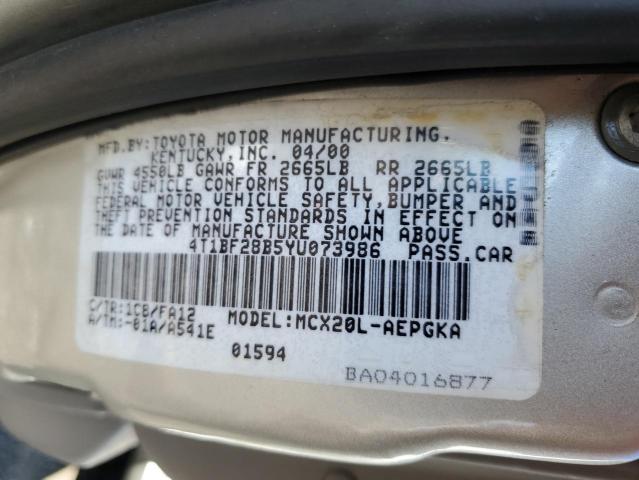 MFD.BY:TOYOTA MOTOR MANUFACTURING.
KENTUCKY,INC. 04/00
GVWR 4550LB GAWR FR 2665LB RR 2665LB
THIS VEHICLE CONFORMS TO ALL APPLICABLE
FEDERAL MOTOR VEHICLE SAFETY,BUMPER AND
THEFT PREVENTION STANDARDS IN EFFECT ON
THE DATE OF MANUFACTURE SHOWN ABOVE
4T1BF28B5YU073986 PASS.CAR
C/TR:1C8/FA12
A/TM:-01A/A541E MODEL:MCX20L-AEPGKA
01594
BA04016877